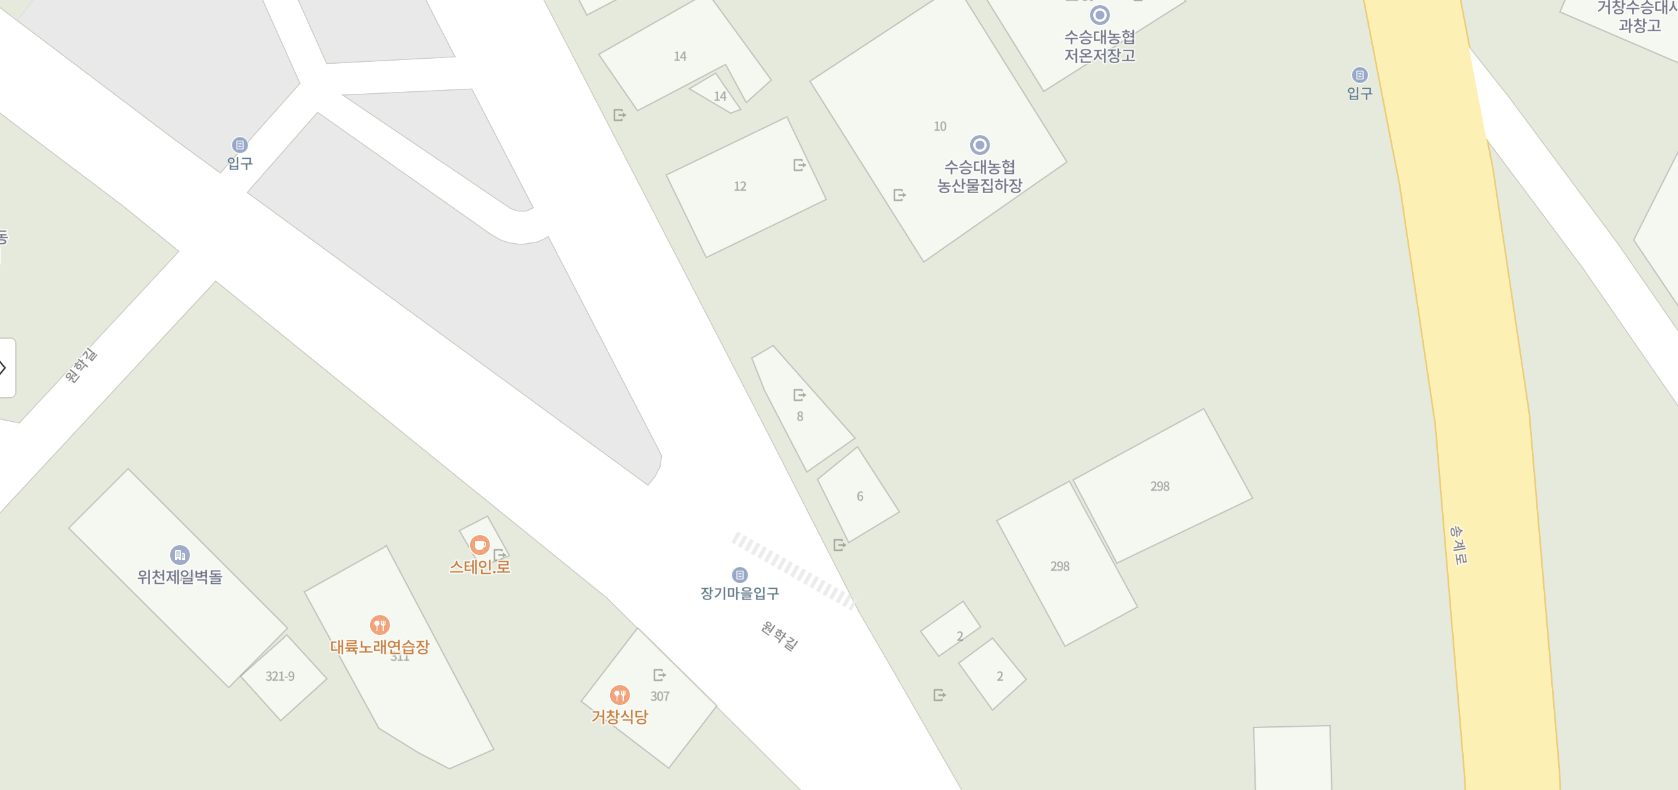 14
14
12
10
수승대농협
저온저장고
수승대농협
농산물집하장
입구
입구
거창수승대사
과창고
동
원학길
8
6
298
298
송계로
위천제일벽돌
스테인.로
대륙노래연습장
311
321-9
장기마을입구
원학길
307
거창식당
2
2